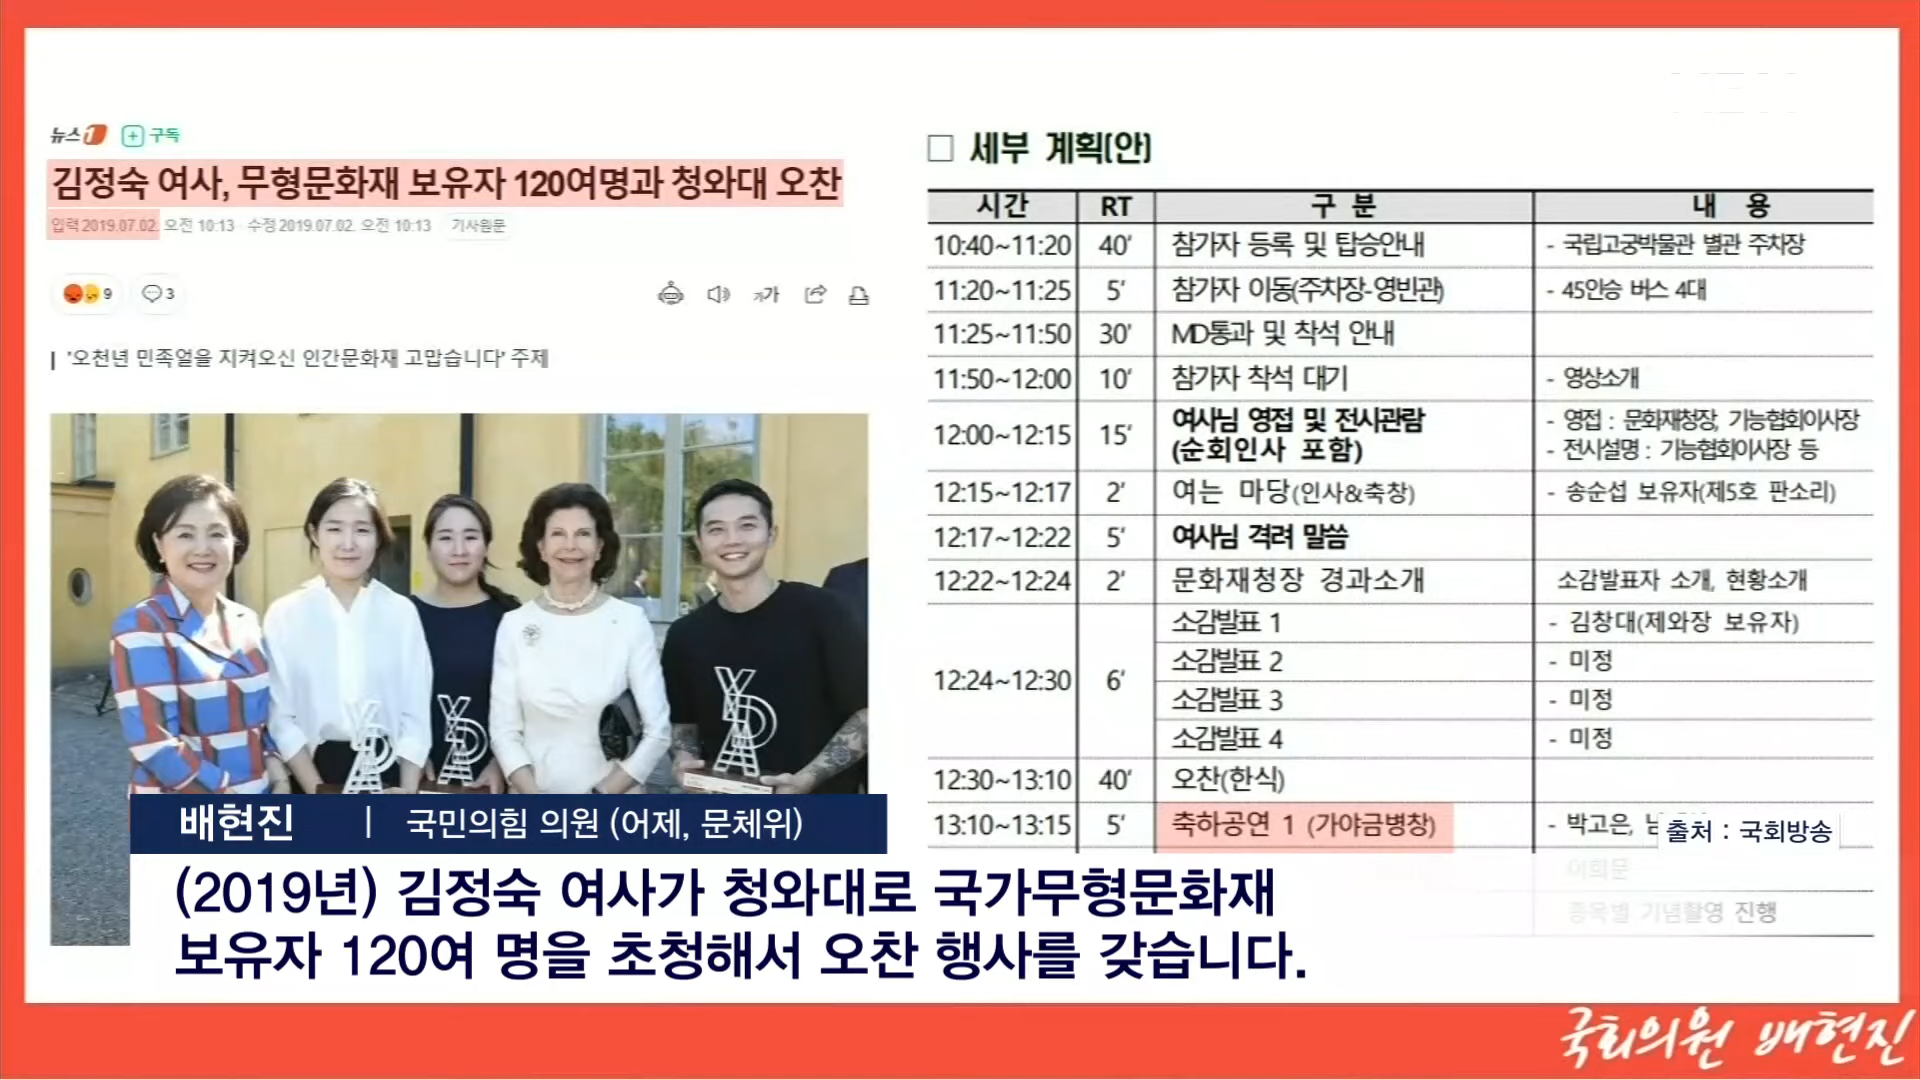 뉴스1 구독
김정숙 여사, 무형문화재 보유자 120여명과 청와대 오찬
입력 2019.07.02. 오전 10:13 · 수정 2019.07.02. 오전 10:13 기사원문
9 3 가가
'오천년 민족얼을 지켜오신 인간문화재 고맙습니다' 주제
□ 세부 계획(안)
시간 RT 구 분 내 용
10:40~11:20 40′ 참가자 등록 및 탑승안내 - 국립고궁박물관 별관 주차장
11:20~11:25 5′ 참가자 이동(주차장-영빈관) - 45인승 버스 4대
11:25~11:50 30′ MD통과 및 착석 안내
11:50~12:00 10′ 참가자 착석 대기 - 영상소개
12:00~12:15 15′ 여사님 영접 및 전시관람 - 영접 : 문화재청장, 기능협회이사장
(순회인사 포함) - 전시설명 : 기능협회이사장 등
12:15~12:17 2′ 여는 마당(인사&축창) - 송순섭 보유자(제5호 판소리)
12:17~12:22 5′ 여사님 격려 말씀
12:22~12:24 2′ 문화재청장 경과소개 소감발표자 소개, 현황소개
12:24~12:30 6′ 소감발표 1 - 김창대(제와장 보유자)
소감발표 2 - 미정
소감발표 3 - 미정
소감발표 4 - 미정
12:30~13:10 40′ 오찬(한식)
13:10~13:15 5′ 축하공연 1 (가야금병창) - 박고은,
이희문
종목별 기념촬영 진행
출처 : 국회방송
배현진 | 국민의힘 의원 (어제, 문체위)
(2019년) 김정숙 여사가 청와대로 국가무형문화재
보유자 120여 명을 초청해서 오찬 행사를 갖습니다.
국회의원 배현진